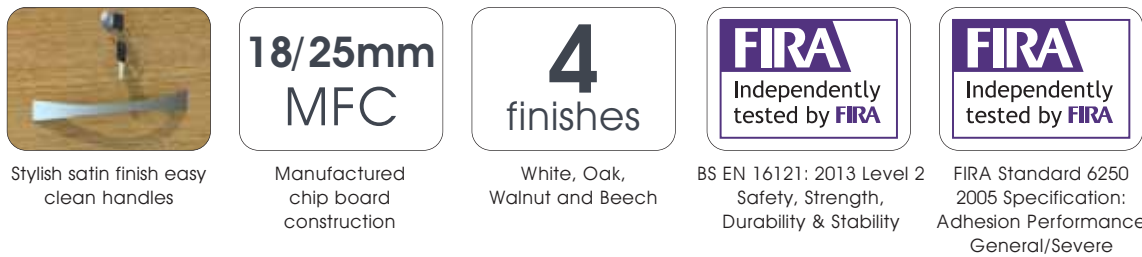 18/25mm
MFC
4
finishes
FIRA
Independently
tested by FIRA
FIRA
Independently
tested by FIRA
Stylish satin finish easy
clean handles
Manufactured
chip board
construction
White, Oak,
Walnut and Beech
BS EN 16121: 2013 Level 2
Safety, Strength,
Durability & Stability
FIRA Standard 6250
2005 Specification:
Adhesion Performance
General/Severe